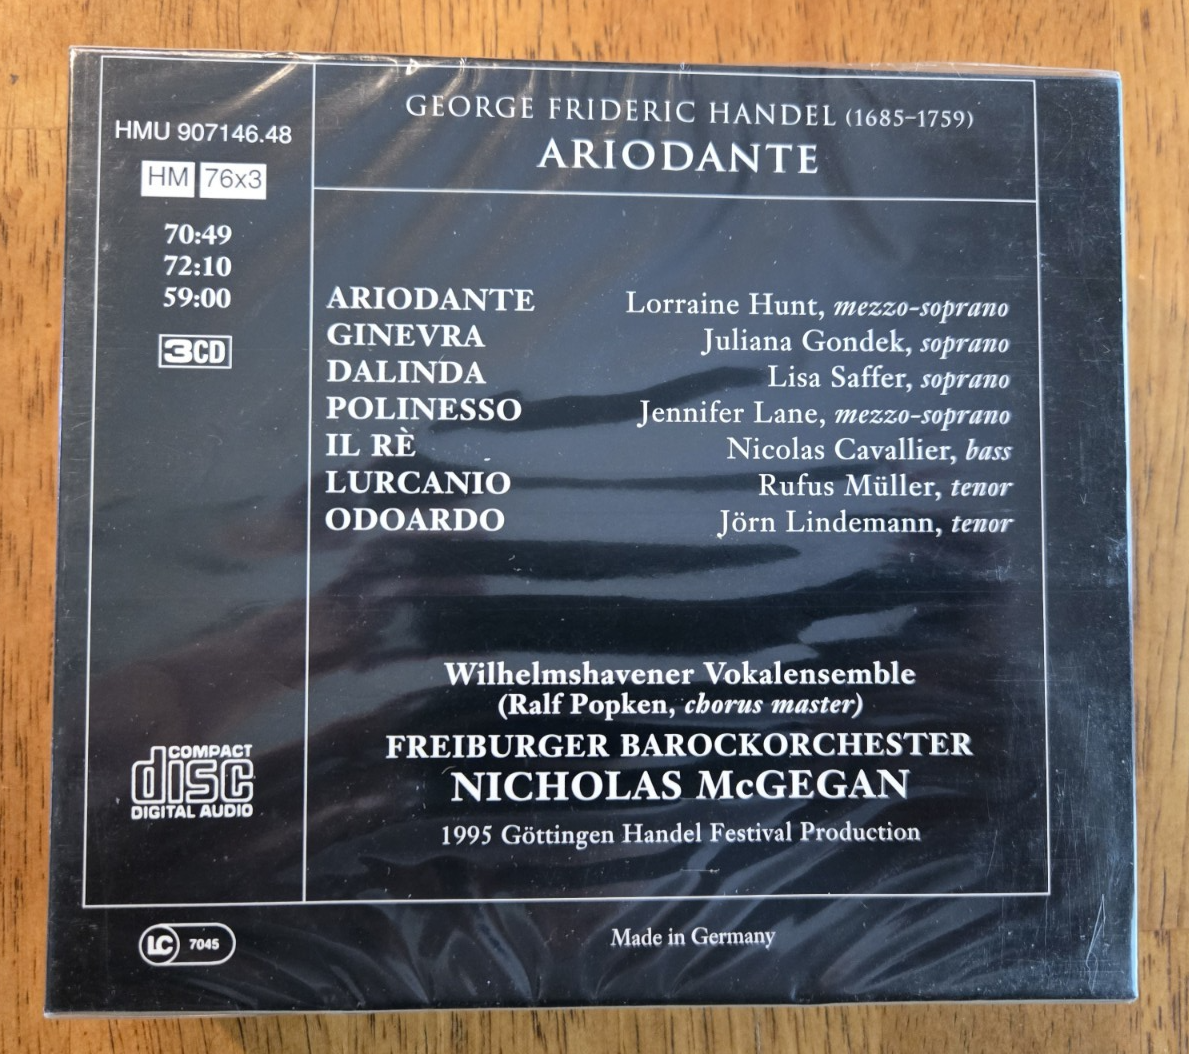 HMU 907146.48
HM 76x3
70:49
72:10
59:00
3CD
GEORGE FRIDERIC HANDEL (1685–1759)
ARIODANTE
ARIODANTE Lorraine Hunt, mezzo-soprano
GINEVRA Juliana Gondek, soprano
DALINDA Lisa Saffer, soprano
POLINESSO Jennifer Lane, mezzo-soprano
IL RÈ Nicolas Cavallier, bass
LURCANIO Rufus Müller, tenor
ODOARDO Jörn Lindemann, tenor
Wilhelmshavener Vokalensemble
(Ralf Popken, chorus master)
FREIBURGER BAROCKORCHESTER
NICHOLAS McGEGAN
1995 Göttingen Handel Festival Production
COMPACT
disc
DIGITAL AUDIO
LC 7045
Made in Germany